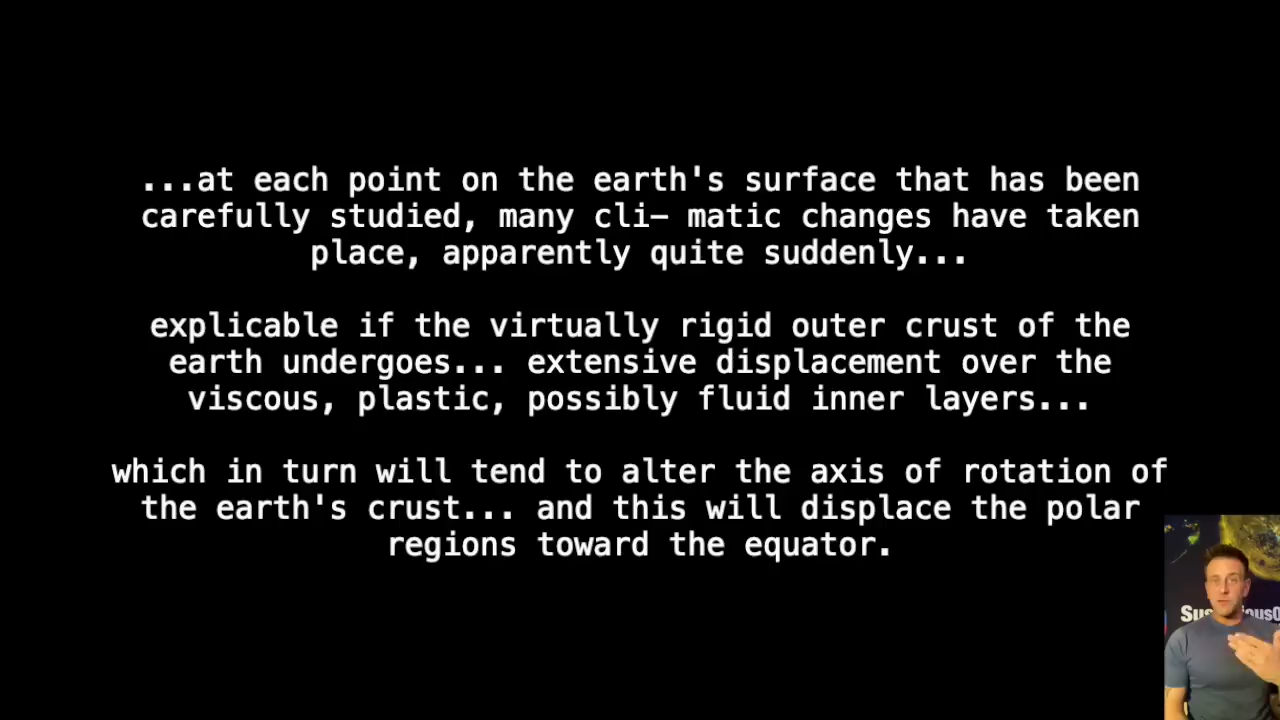 ...at each point on the earth's surface that has been
carefully studied, many cli– matic changes have taken
place, apparently quite suddenly...
explicable if the virtually rigid outer crust of the
earth undergoes... extensive displacement over the
viscous, plastic, possibly fluid inner layers...
which in turn will tend to alter the axis of rotation of
the earth's crust... and this will displace the polar
regions toward the equator.